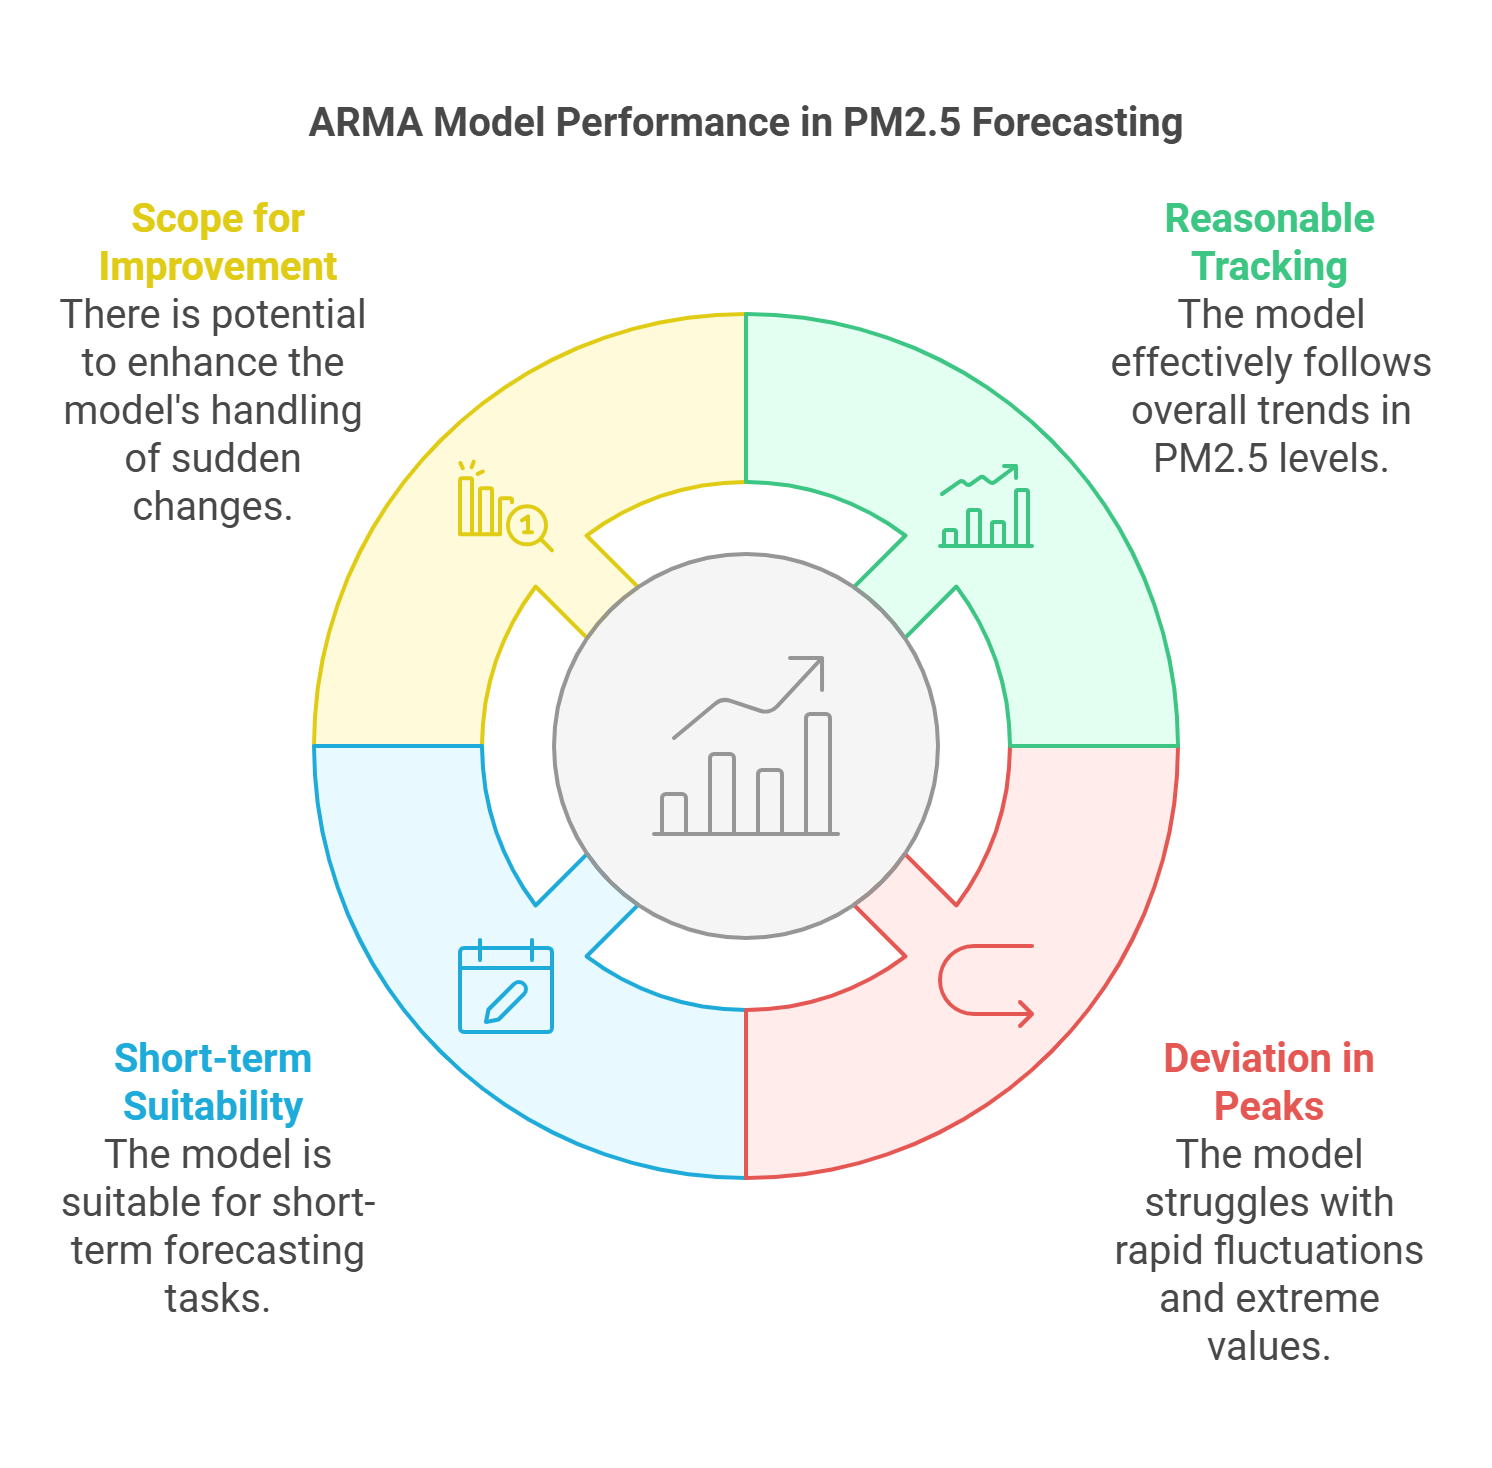 ARMA Model Performance in PM2.5 Forecasting
Scope for
Improvement
There is potential
to enhance the
model's handling
of sudden
changes.
Reasonable
Tracking
The model
effectively follows
overall trends in
PM2.5 levels.
1
Short-term
Suitability
The model is
suitable for short-
term forecasting
tasks.
Deviation in
Peaks
The model
struggles with
rapid fluctuations
and extreme
values.